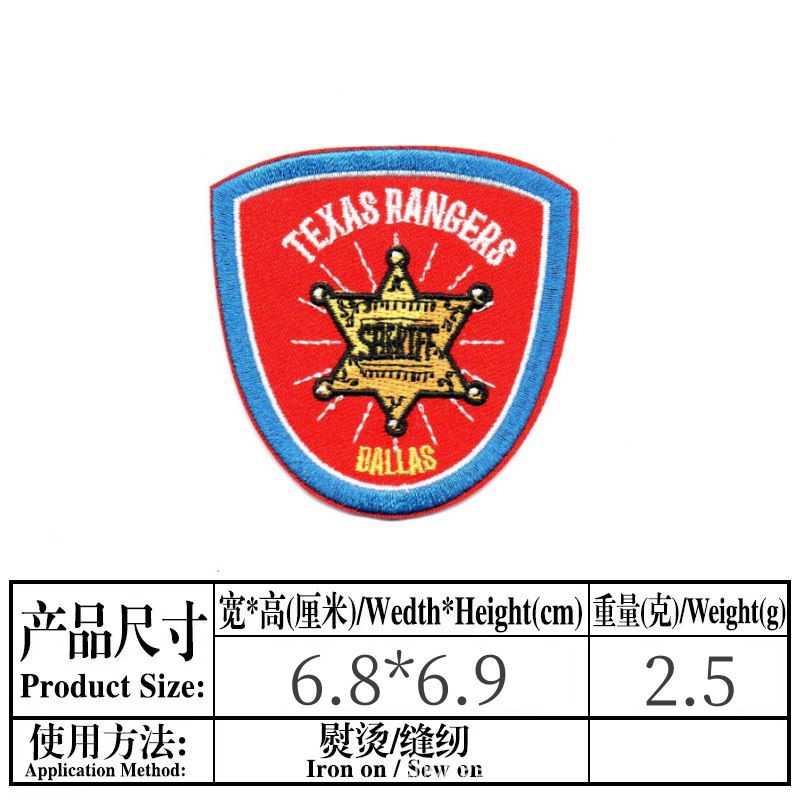 TEXAS RANGERS
SHERIFF
DALLAS
产品尺寸
Product Size:
宽*高(厘米)/Wedth*Height(cm)
重量(克)/Weight(g)
6.8*6.9
2.5
使用方法:
Application Method:
熨烫/缝纫
Iron on / Sew on